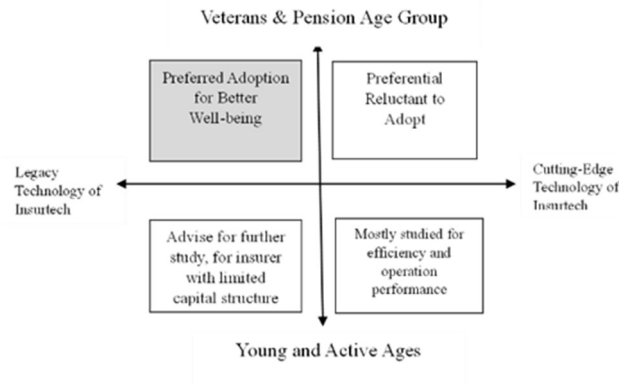 Veterans & Pension Age Group
Preferred Adoption
for Better
Well-being
Preferential
Reluctant to
Adopt
Legacy
Technology of
Insurtech
Cutting-Edge
Technology of
Insurtech
Advise for further
study, for insurer
with limited
capital structure
Mostly studied for
efficiency and
operation
performance
Young and Active Ages